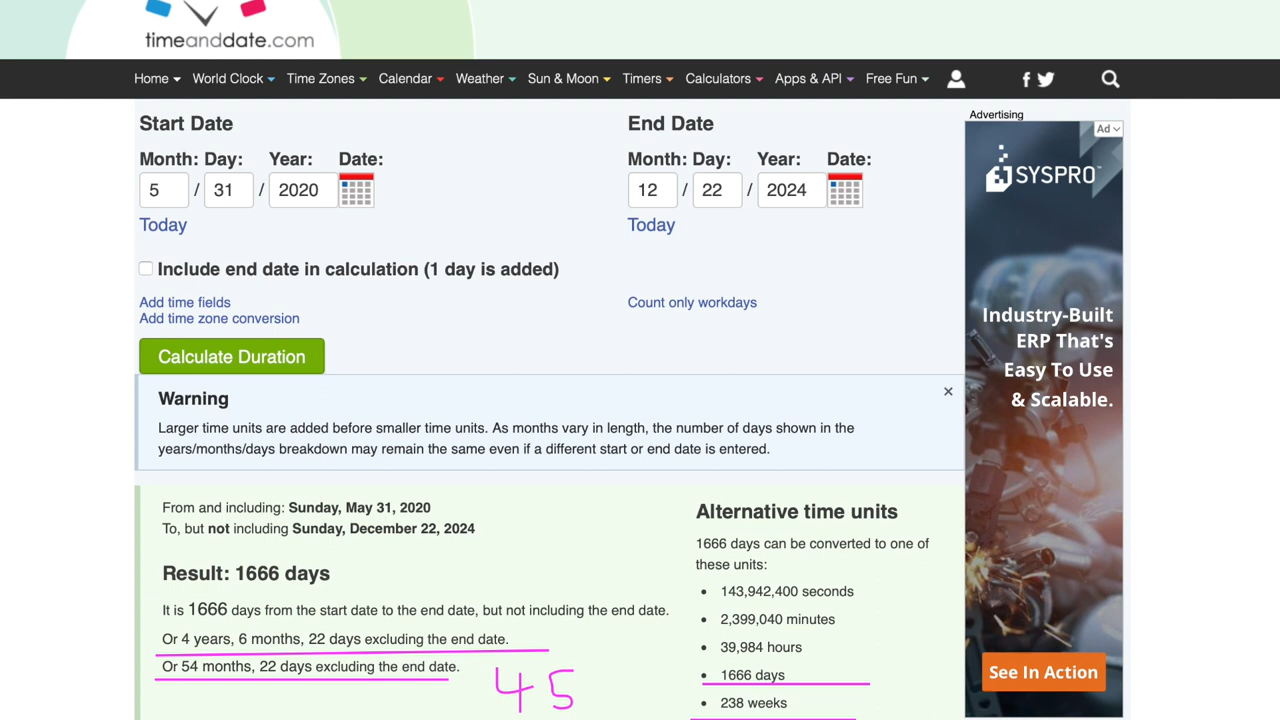 timeanddate.com
Home World Clock Time Zones Calendar Weather Sun & Moon Timers Calculators Apps & API Free Fun
Start Date
Month: Day: Year: Date:
5 / 31 / 2020
Today
End Date
Month: Day: Year: Date:
12 / 22 / 2024
Today
Include end date in calculation (1 day is added)
Add time fields
Add time zone conversion
Count only workdays
Calculate Duration
Warning
Larger time units are added before smaller time units. As months vary in length, the number of days shown in the
years/months/days breakdown may remain the same even if a different start or end date is entered.
From and including: Sunday, May 31, 2020
To, but not including Sunday, December 22, 2024
Result: 1666 days
It is 1666 days from the start date to the end date, but not including the end date.
Or 4 years, 6 months, 22 days excluding the end date.
Or 54 months, 22 days excluding the end date.
45
Alternative time units
1666 days can be converted to one of
these units:
• 143,942,400 seconds
• 2,399,040 minutes
• 39,984 hours
• 1666 days
• 238 weeks
Advertising
Ad
SYSPRO™
Industry-Built
ERP That's
Easy To Use
& Scalable.
See In Action